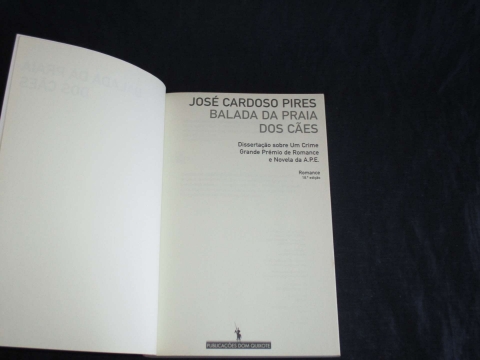 JOSÉ CARDOSO PIRES
BALADA DA PRAIA
DOS CÃES
Dissertação sobre Um Crime
Grande Prémio de Romance
e Novela da A.P.E.
Romance
PUBLICAÇÕES DOM QUIXOTE